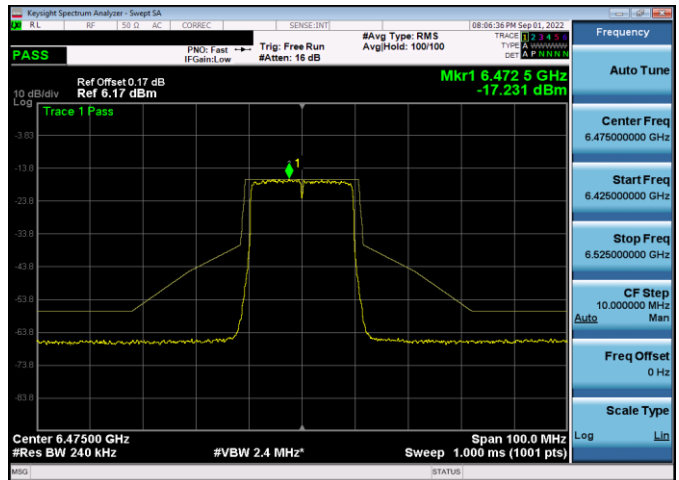 Keysight Spectrum Analyzer - Swept SA
RL RF 50 Ω AC CORREC SENSE:INT 08:06:36 PM Sep 01, 2022
#Avg Type: RMS TRACE 1 2 3 4 5 6
PNO: Fast Trig: Free Run Avg|Hold: 100/100 TYPE A WWWWW
PASS IFGain:Low #Atten: 16 dB DET A P N N N N
Mkr1 6.472 5 GHz
-17.231 dBm
Ref Offset 0.17 dB
10 dB/div Ref 6.17 dBm
Log
Trace 1 Pass
1
-3.83
-13.8
-23.8
-33.8
-43.8
-53.8
-63.8
-73.8
-83.8
Center 6.47500 GHz Span 100.0 MHz
#Res BW 240 kHz #VBW 2.4 MHz* Sweep 1.000 ms (1001 pts)
MSG STATUS
Frequency
Auto Tune
Center Freq
6.475000000 GHz
Start Freq
6.425000000 GHz
Stop Freq
6.525000000 GHz
CF Step
10.000000 MHz
Auto Man
Freq Offset
0 Hz
Scale Type
Log Lin